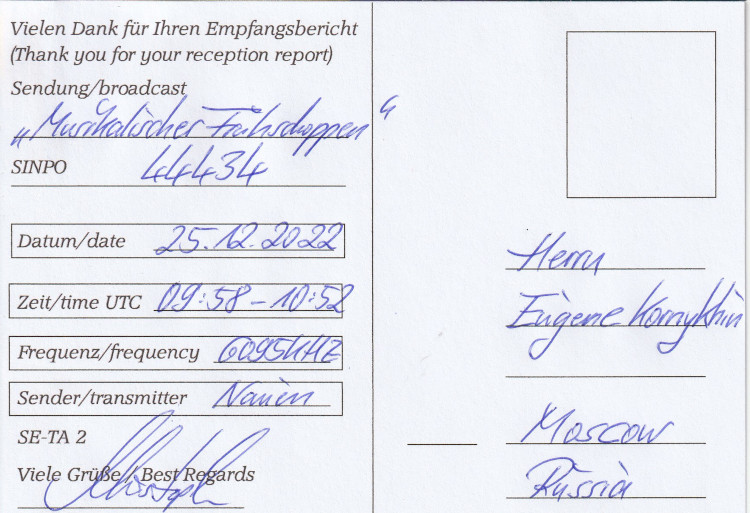 Vielen Dank für Ihren Empfangsbericht
(Thank you for your reception report)
Sendung/broadcast
„Musikalischer Frühschoppen“
SINPO 44434
Datum/date 25.12.2022
Zeit/time UTC 09:58-10:52
Frequenz/frequency 6095kHz
Sender/transmitter Nauen
SE-TA 2
Viele Grüße / Best Regards
Christoph
Herrn
Eugene Kornykhin
Moscow
Russia